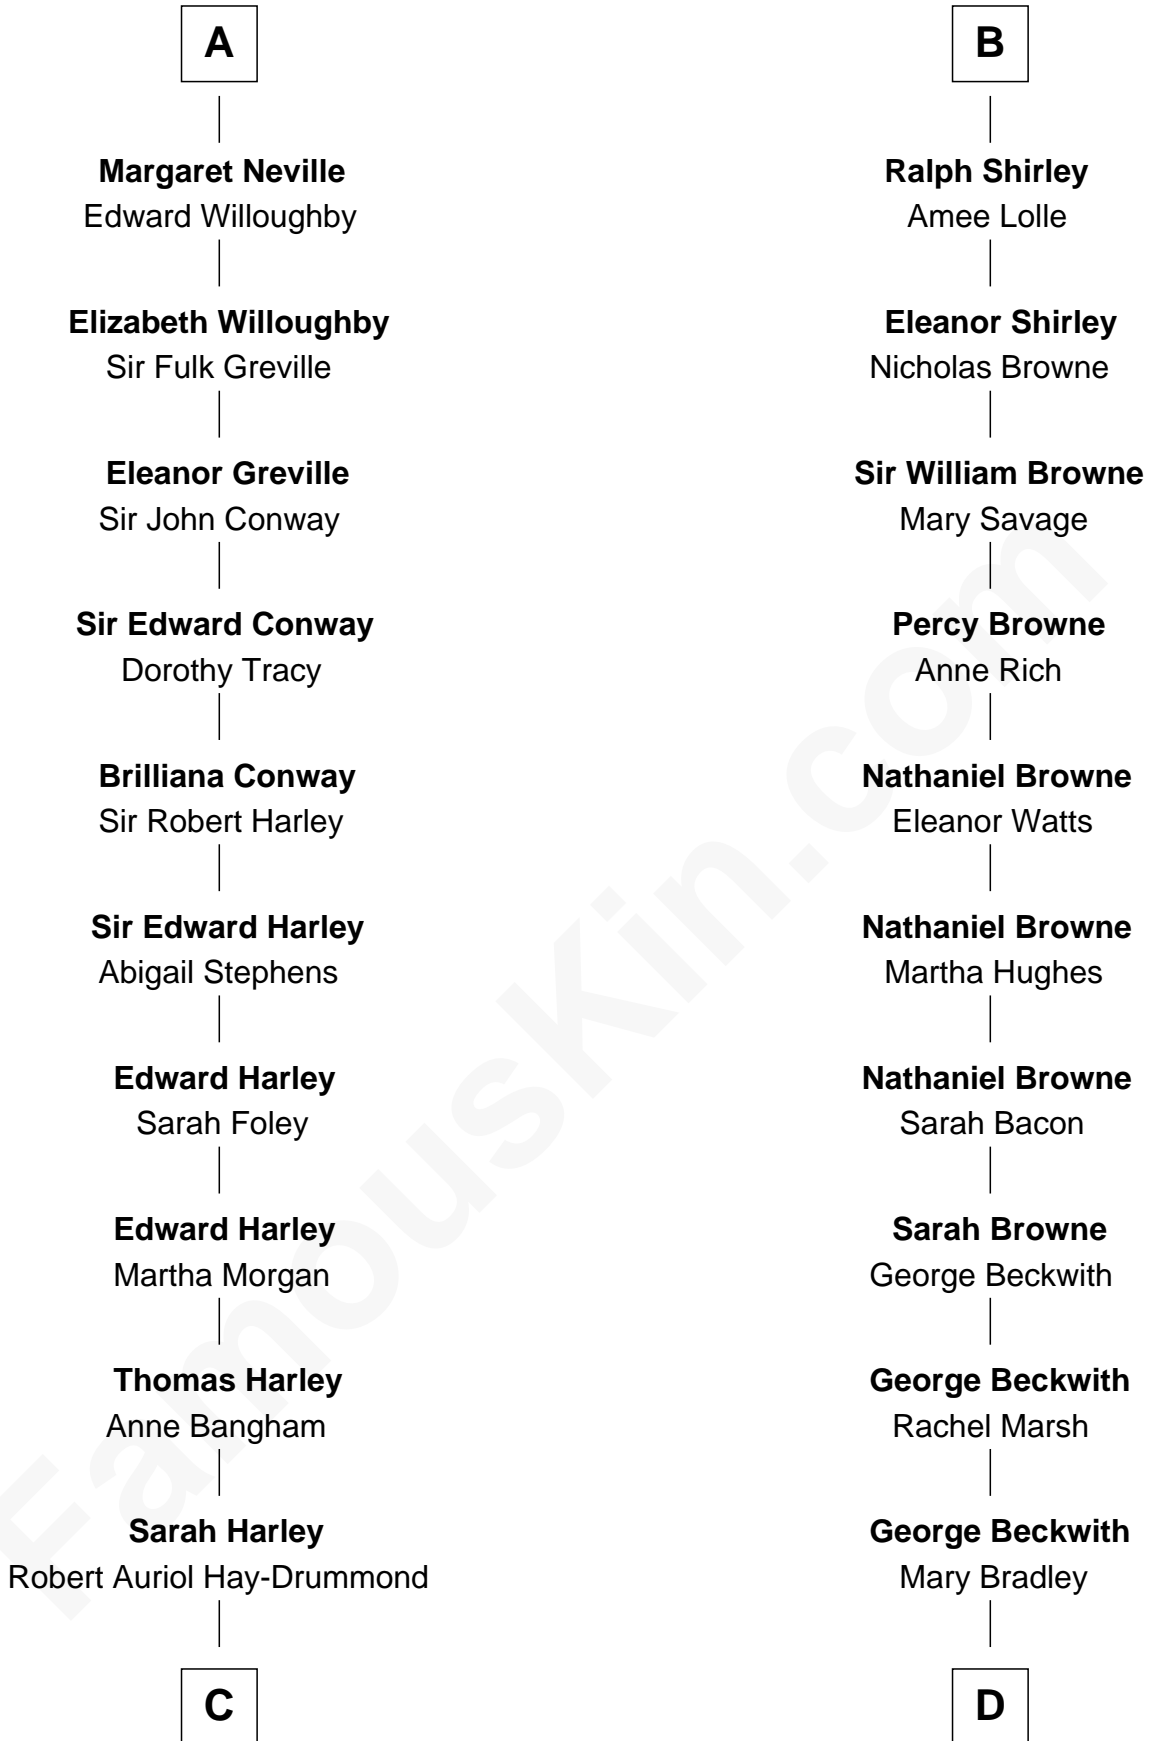 A
Margaret Neville
Edward Willoughby
Elizabeth Willoughby
Sir Fulk Greville
Eleanor Greville
Sir John Conway
Sir Edward Conway
Dorothy Tracy
Brilliana Conway
Sir Robert Harley
Sir Edward Harley
Abigail Stephens
Edward Harley
Sarah Foley
Edward Harley
Martha Morgan
Thomas Harley
Anne Bangham
Sarah Harley
Robert Auriol Hay-Drummond
C
B
Ralph Shirley
Amee Lolle
Eleanor Shirley
Nicholas Browne
Sir William Browne
Mary Savage
Percy Browne
Anne Rich
Nathaniel Browne
Eleanor Watts
Nathaniel Browne
Martha Hughes
Nathaniel Browne
Sarah Bacon
Sarah Browne
George Beckwith
George Beckwith
Rachel Marsh
George Beckwith
Mary Bradley
D
FamousKin.com